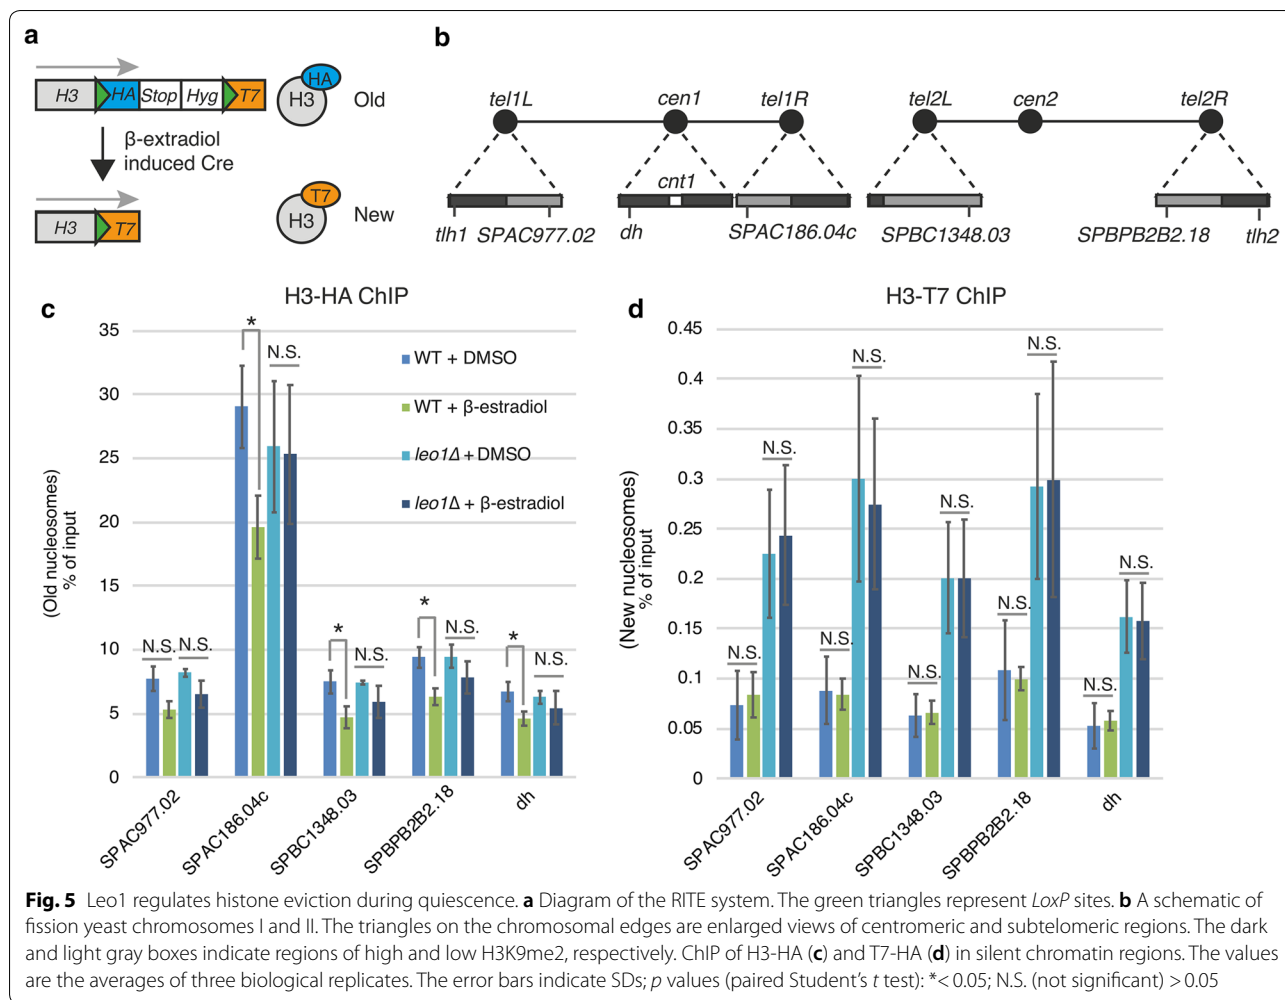 a
H3 HA Stop Hyg T7
HA
H3
Old
β-extradiol
induced Cre
H3 T7
T7
H3
New
b
tel1L cen1 tel1R tel2L cen2 tel2R
cnt1
tlh1 SPAC977.02 dh SPAC186.04c SPBC1348.03 SPBPB2B2.18 tlh2
c
H3-HA ChIP
(Old nucleosomes)
% of input
35
30
25
20
15
10
5
0
* N.S.
N.S. N.S.
*
* N.S.
* N.S.
WT + DMSO
WT + β-estradiol
leo1Δ + DMSO
leo1Δ + β-estradiol
SPAC977.02
SPAC186.04c
SPBC1348.03
SPBPB2B2.18
dh
d
H3-T7 ChIP
(New nucleosomes)
% of input
0.45
0.4
0.35
0.3
0.25
0.2
0.15
0.1
0.05
0
N.S. N.S.
N.S. N.S.
N.S. N.S.
N.S. N.S.
N.S. N.S.
SPAC977.02
SPAC186.04c
SPBC1348.03
SPBPB2B2.18
dh
Fig. 5 Leo1 regulates histone eviction during quiescence. a Diagram of the RITE system. The green triangles represent LoxP sites. b A schematic of
fission yeast chromosomes I and II. The triangles on the chromosomal edges are enlarged views of centromeric and subtelomeric regions. The dark
and light gray boxes indicate regions of high and low H3K9me2, respectively. ChIP of H3-HA (c) and T7-HA (d) in silent chromatin regions. The values
are the averages of three biological replicates. The error bars indicate SDs; p values (paired Student's t test): *< 0.05; N.S. (not significant) > 0.05